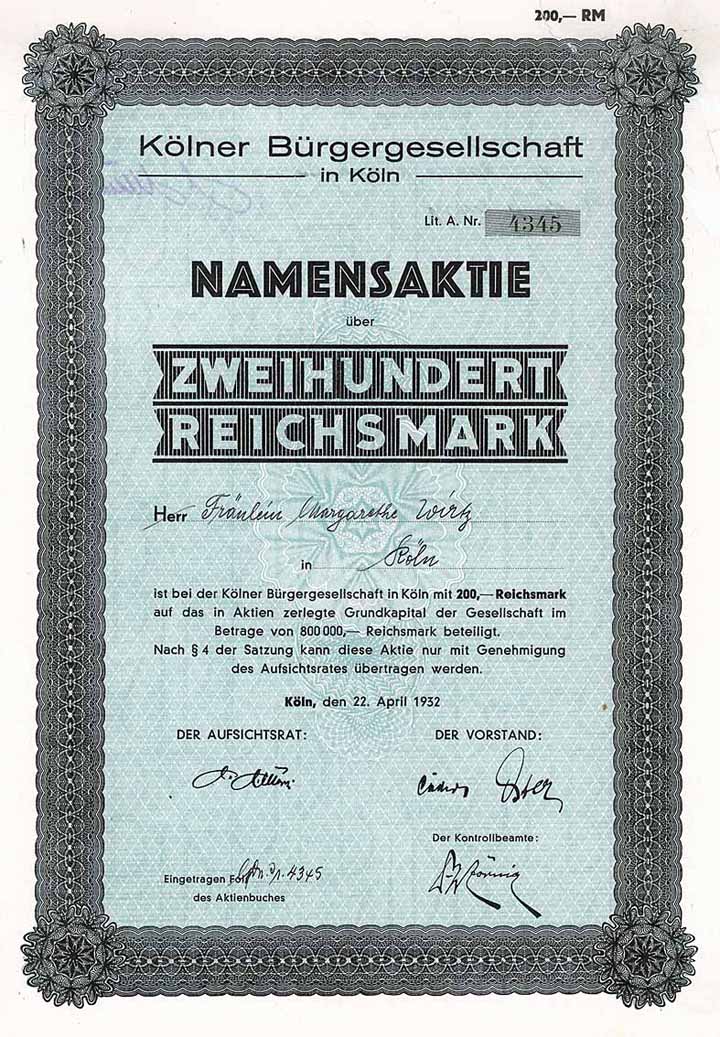 200,— RM
Kölner Bürgergesellschaft
in Köln
Lit. A. Nr. 4345
NAMENSAKTIE
über
ZWEIHUNDERT
REICHSMARK
Herr Fräulein Margarethe Wirtz
in Köln
ist bei der Kölner Bürgergesellschaft in Köln mit 200,—Reichsmark
auf das in Aktien zerlegte Grundkapital der Gesellschaft im
Betrage von 800 000,— Reichsmark beteiligt.
Nach § 4 der Satzung kann diese Aktie nur mit Genehmigung
des Aufsichtsrates übertragen werden.
Köln, den 22. April 1932
DER AUFSICHTSRAT: DER VORSTAND:
Der Kontrollbeamte:
Eingetragen Fol. 4345
des Aktienbuches